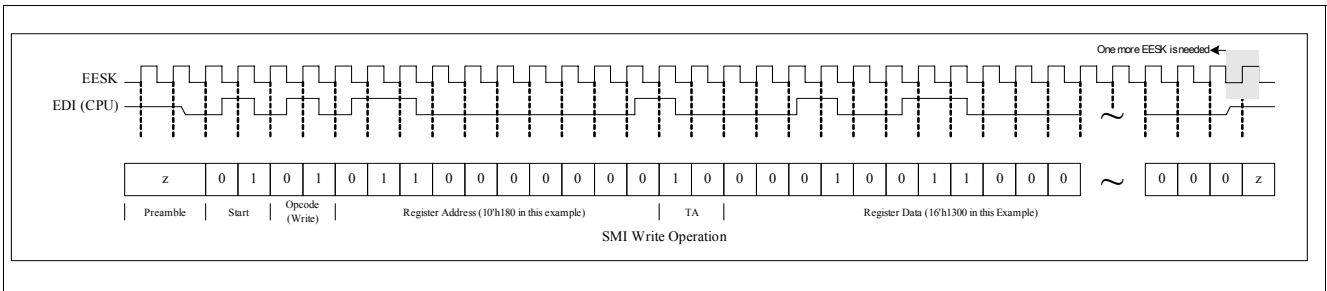 One more EESK is needed
EESK
EDI (CPU)
~
z 0 1 0 1 0 1 1 0 0 0 0 0 0 0 1 0 0 0 0 1 0 0 1 1 0 0 0 ~ 0 0 0 z
Preamble Start Opcode (Write) Register Address (10'h180 in this example) TA Register Data (16'h1300 in this Example)
SMI Write Operation